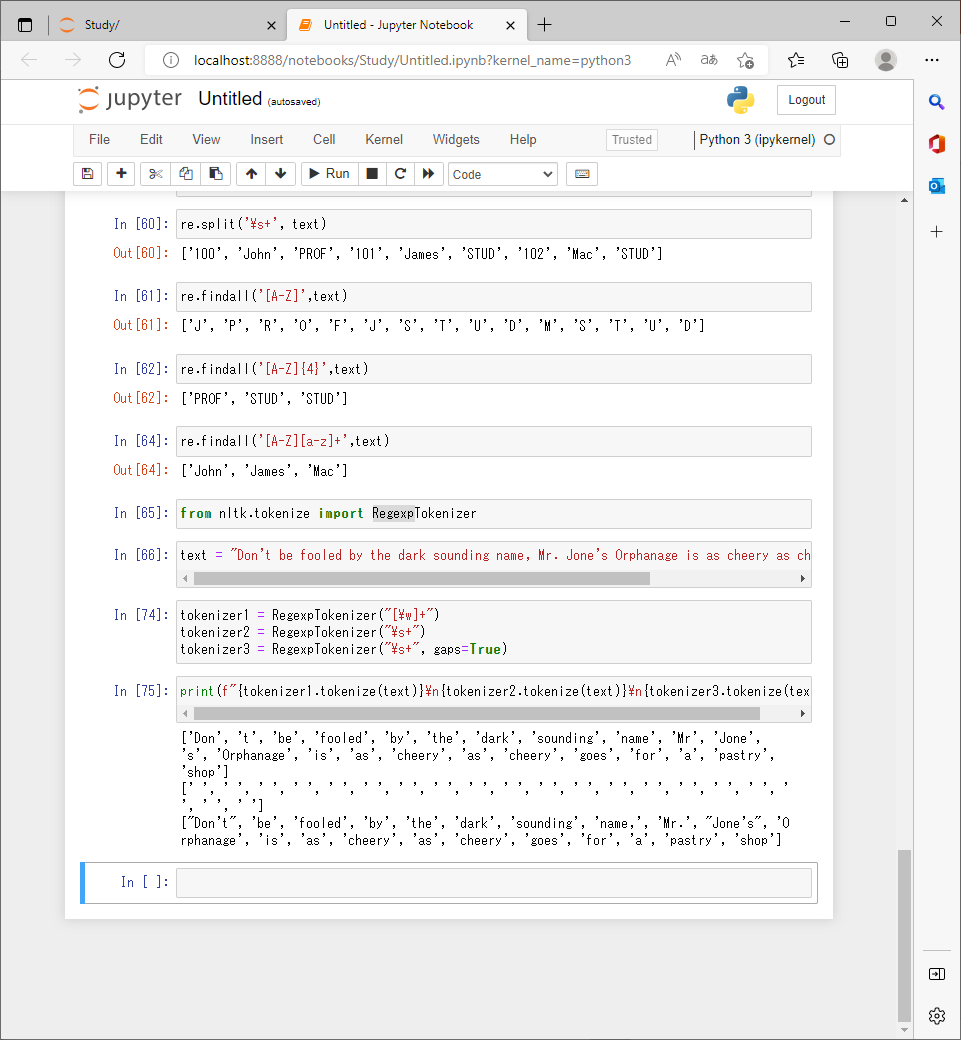 Study/
Untitled - Jupyter Notebook
localhost:8888/notebooks/Study/Untitled.ipynb?kernel_name=python3
jupyter Untitled (autosaved)
Logout
File Edit View Insert Cell Kernel Widgets Help
Trusted
Python 3 (ipykernel)
Run
Code
In [60]: re.split('¥s+', text)
Out[60]: ['100', 'John', 'PROF', '101', 'James', 'STUD', '102', 'Mac', 'STUD']
In [61]: re.findall('[A-Z]',text)
Out[61]: ['J', 'P', 'R', 'O', 'F', 'J', 'S', 'T', 'U', 'D', 'M', 'S', 'T', 'U', 'D']
In [62]: re.findall('[A-Z]{4}',text)
Out[62]: ['PROF', 'STUD', 'STUD']
In [64]: re.findall('[A-Z][a-z]+',text)
Out[64]: ['John', 'James', 'Mac']
In [65]: from nltk.tokenize import RegexpTokenizer
In [66]: text = "Don't be fooled by the dark sounding name, Mr. Jone's Orphanage is as cheery as ch
In [74]: tokenizer1 = RegexpTokenizer("[¥w]+")
tokenizer2 = RegexpTokenizer("¥s+")
tokenizer3 = RegexpTokenizer("¥s+", gaps=True)
In [75]: print(f"{tokenizer1.tokenize(text)}¥n{tokenizer2.tokenize(text)}¥n{tokenizer3.tokenize(tex
['Don', 't', 'be', 'fooled', 'by', 'the', 'dark', 'sounding', 'name', 'Mr', 'Jone',
's', 'Orphanage', 'is', 'as', 'cheery', 'as', 'cheery', 'goes', 'for', 'a', 'pastry',
'shop']
[' ', ' ', ' ', ' ', ' ', ' ', ' ', ' ', ' ', ' ', ' ', ' ', ' ', ' ', ' ', ' ', ' ', '
', ' ', ' ']
["Don't", 'be', 'fooled', 'by', 'the', 'dark', 'sounding', 'name,', 'Mr.', "Jone's", 'O
rphanage', 'is', 'as', 'cheery', 'as', 'cheery', 'goes', 'for', 'a', 'pastry', 'shop']
In [ ]: